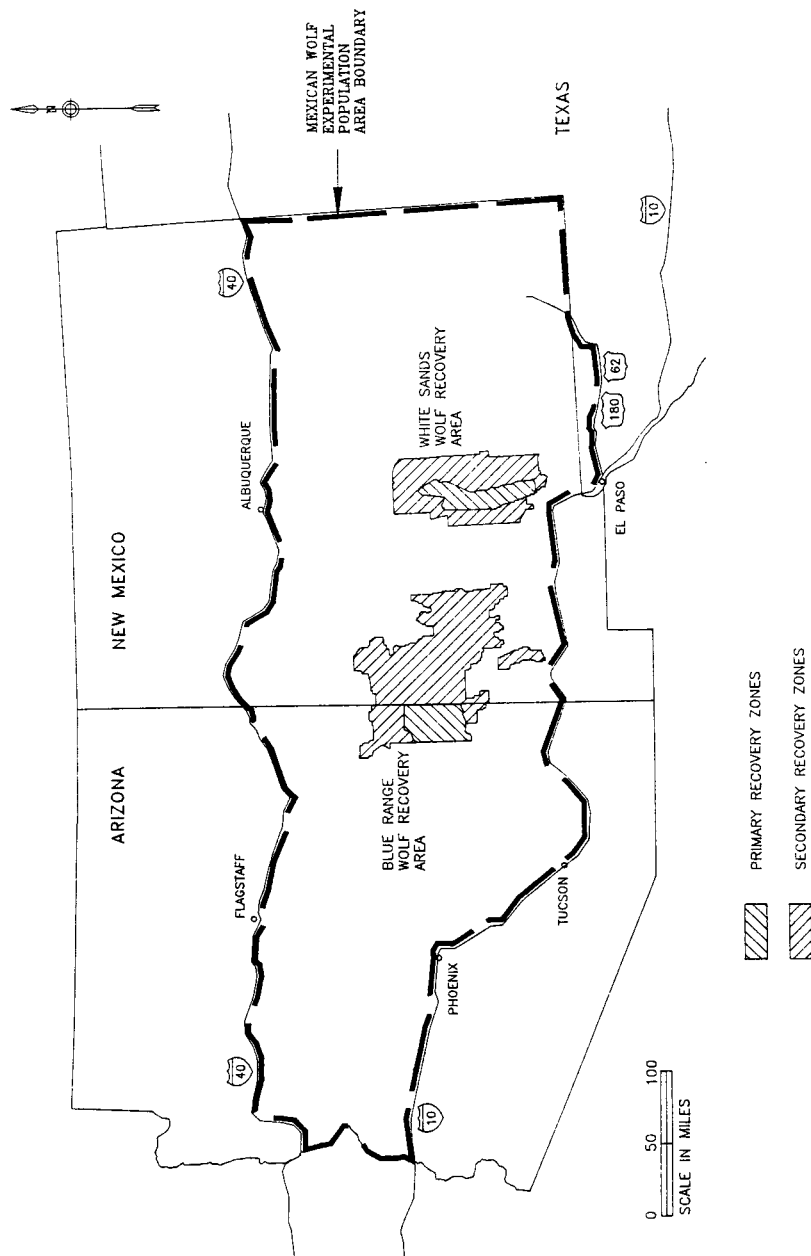 N
MEXICAN WOLF
EXPERIMENTAL
POPULATION
AREA BOUNDARY
NEW MEXICO
ARIZONA
40
40
ALBUQUERQUE
FLAGSTAFF
WHITE SANDS
WOLF RECOVERY
AREA
BLUE RANGE
WOLF RECOVERY
AREA
TEXAS
PHOENIX
10
TUCSON
EL PASO
180
62
10
0 50 100
SCALE IN MILES
PRIMARY RECOVERY ZONES
SECONDARY RECOVERY ZONES